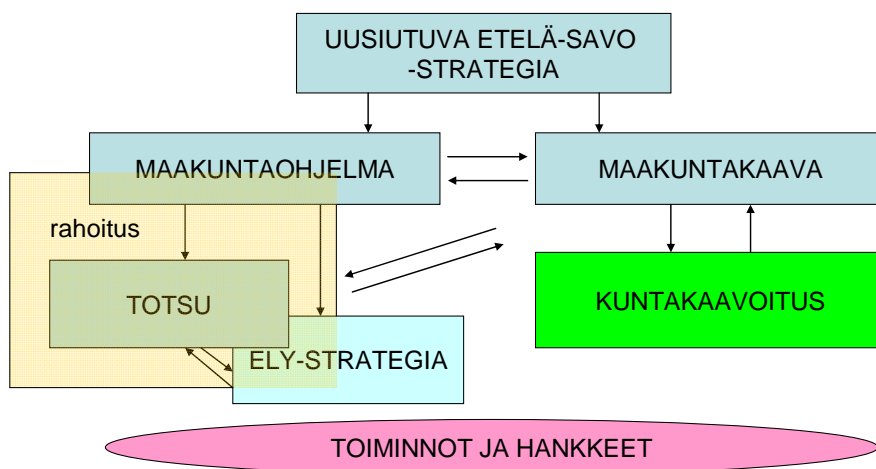 UUSIUTUVA ETELÄ-SAVO
-STRATEGIA
MAAKUNTAOHJELMA
MAAKUNTAKAAVA
rahoitus
TOTSU
KUNTAKAAVOITUS
ELY-STRATEGIA
TOIMINNOT JA HANKKEET